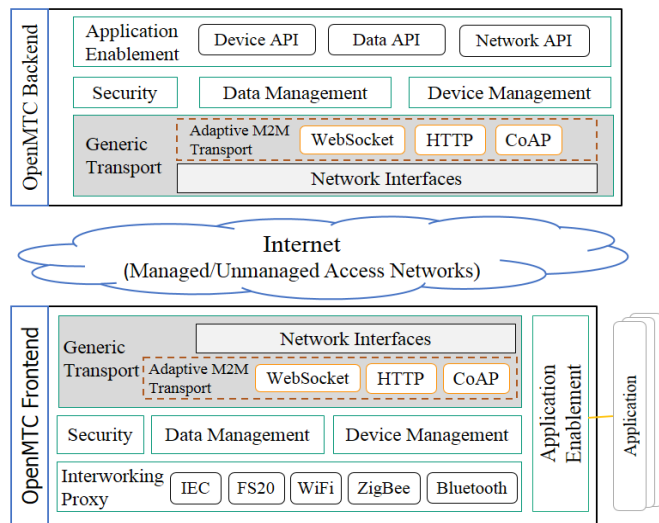 OpenMTC Backend
Application
Enablement
Device API
Data API
Network API
Security
Data Management
Device Management
Generic
Transport
Adaptive M2M
Transport
WebSocket
HTTP
CoAP
Network Interfaces
Internet
(Managed/Unmanaged Access Networks)
OpenMTC Frontend
Generic
Transport
Network Interfaces
Adaptive M2M
Transport
WebSocket
HTTP
CoAP
Security
Data Management
Device Management
Interworking
Proxy
IEC
FS20
WiFi
ZigBee
Bluetooth
Application
Enablement
Application